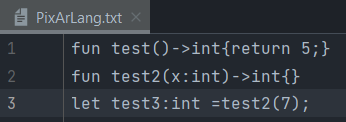 PixArLang.txt
1 fun test()->int{return 5;}
2 fun test2(x:int)->int{}
3 let test3:int =test2(7);